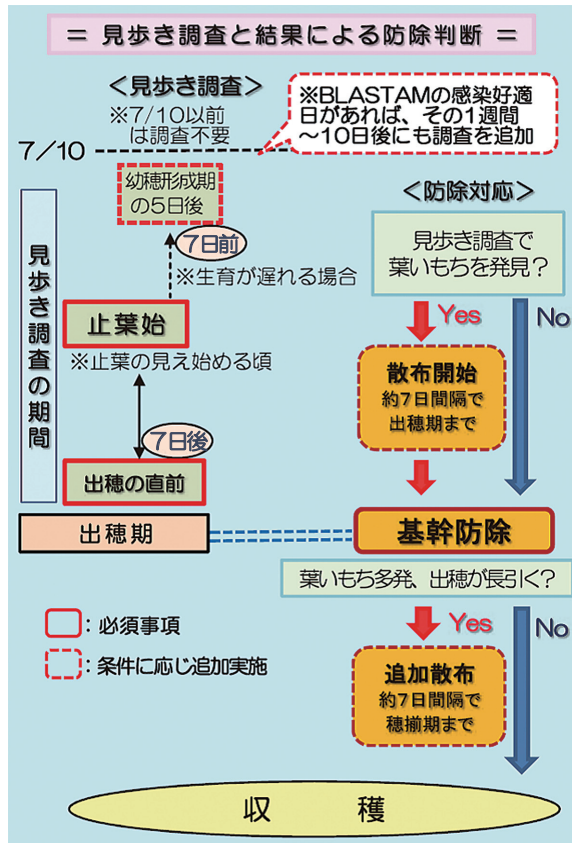 ＝ 見歩き調査と結果による防除判断 ＝
＜見歩き調査＞
※7/10以前
は調査不要
7／10
※BLASTAMの感染好適
日があれば、その1週間
～10日後にも調査を追加
幼穂形成期
の5日後
7日前
※生育が遅れる場合
見歩き調査の期間
止葉始
※止葉の見え始める頃
7日後
出穂の直前
出穂期
＜防除対応＞
見歩き調査で
葉いもちを発見？
Yes
No
散布開始
約7日間隔で
出穂期まで
基幹防除
葉いもち多発、出穂が長引く？
Yes
No
追加散布
約7日間隔で
穂揃期まで
：必須事項
：条件に応じ追加実施
収　穫